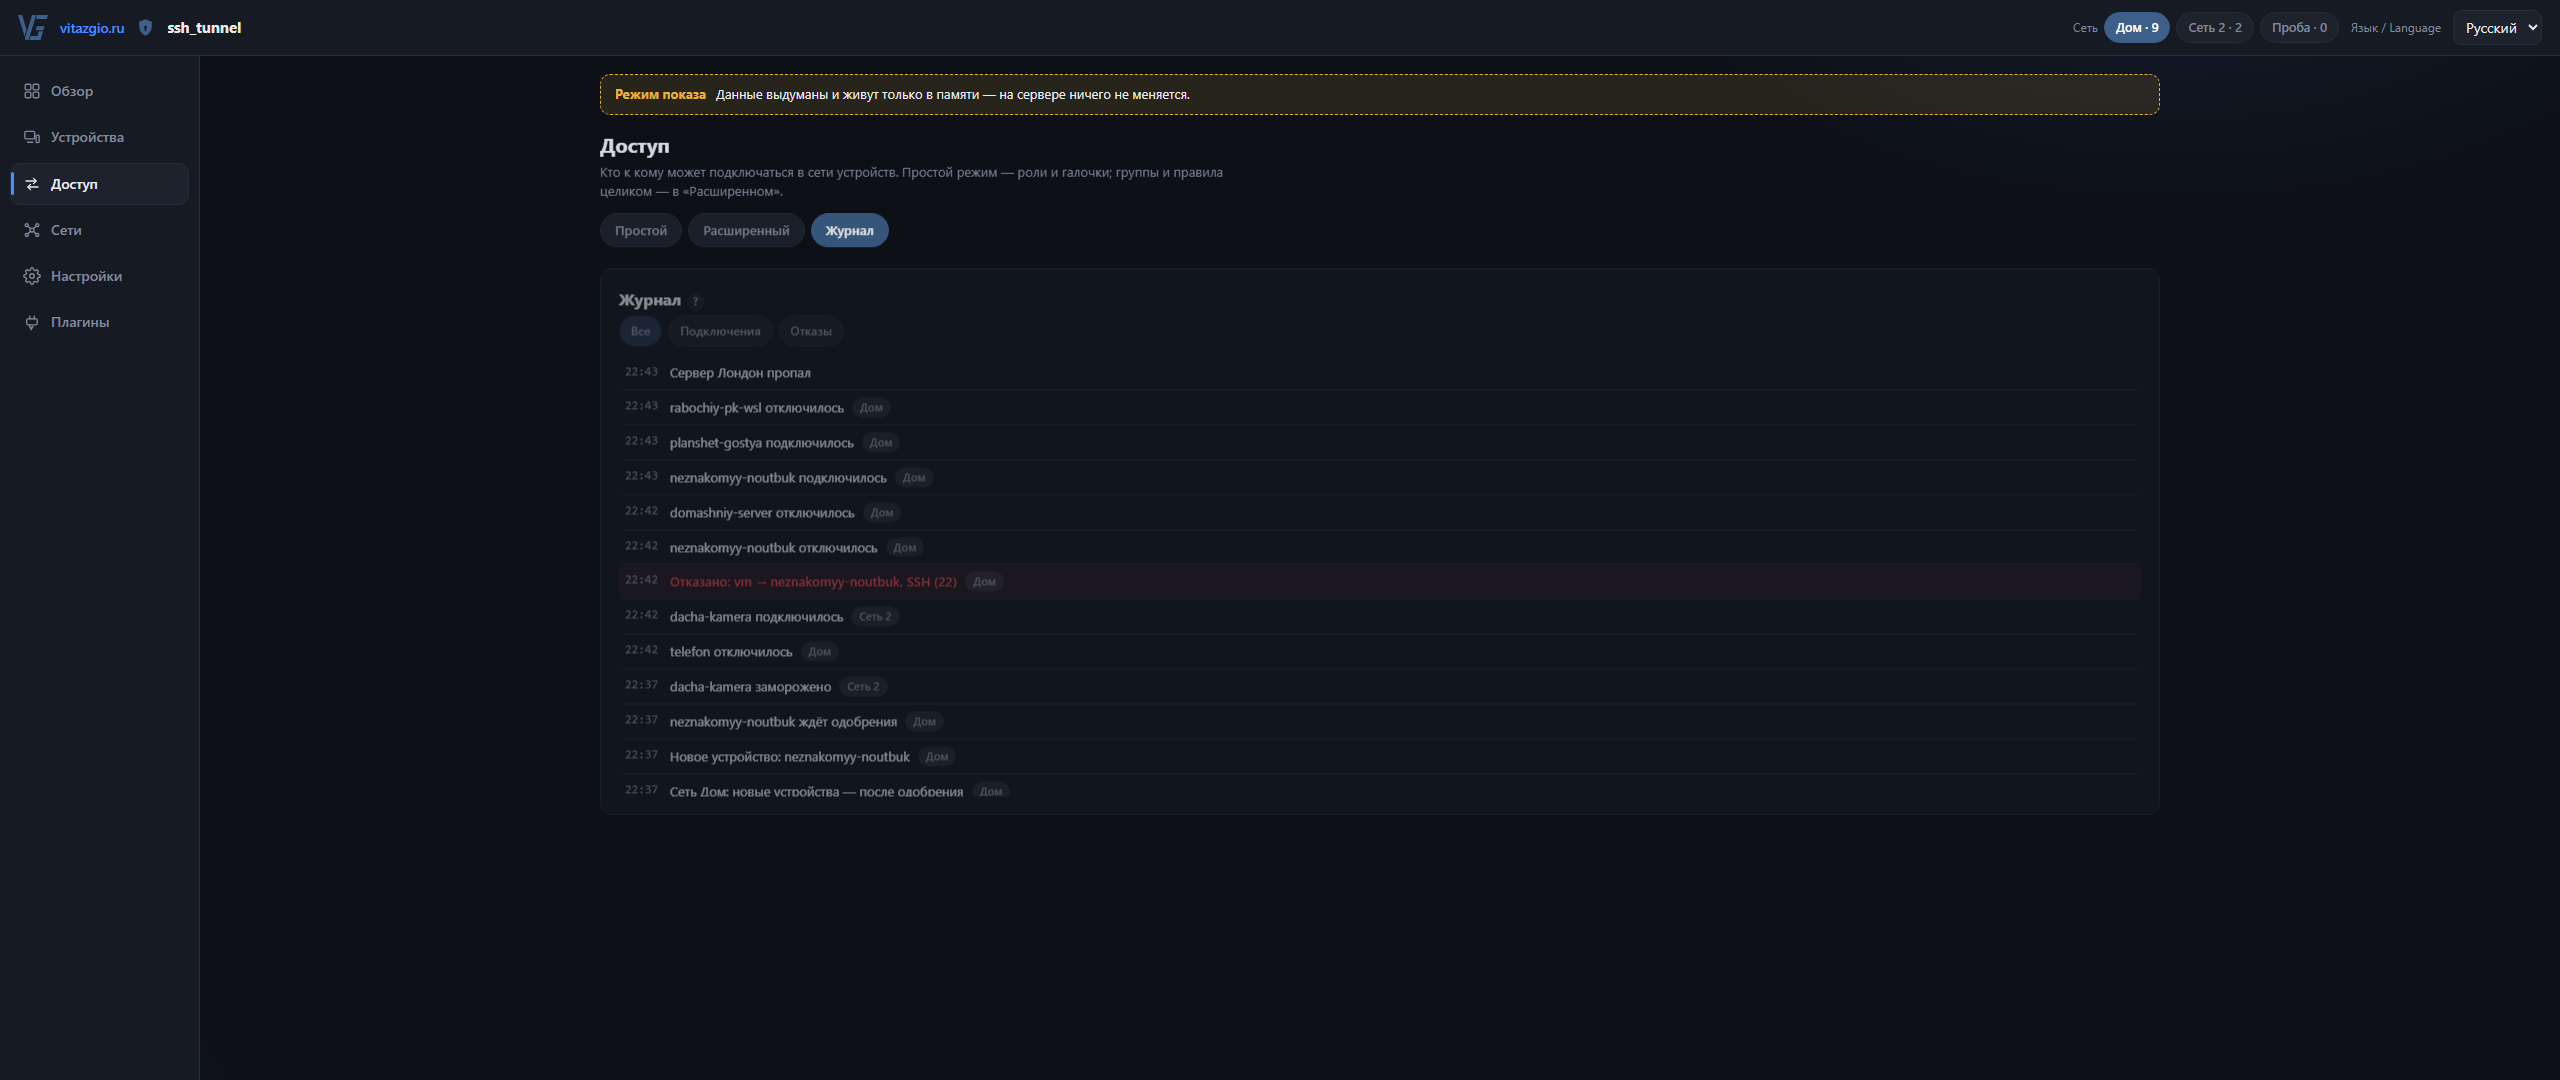 VG vitazgio.ru ssh_tunnel
Сеть Дом · 9 Сеть 2 · 2 Проба · 0 Язык / Language Русский
Обзор
Устройства
Доступ
Сети
Настройки
Плагины
Режим показа Данные выдуманы и живут только в памяти — на сервере ничего не меняется.
Доступ
Кто к кому может подключаться в сети устройств. Простой режим — роли и галочки; группы и правила
целиком — в «Расширенном».
Простой Расширенный Журнал
Журнал ?
Все Подключения Отказы
22:43 Сервер Лондон пропал
22:43 rabochiy-pk-wsl отключилось Дом
22:43 planshet-gostya подключилось Дом
22:43 neznakomyy-noutbuk подключилось Дом
22:42 domashniy-server отключилось Дом
22:42 neznakomyy-noutbuk отключилось Дом
22:42 Отказано: vm → neznakomyy-noutbuk, SSH (22) Дом
22:42 dacha-kamera подключилось Сеть 2
22:42 telefon отключилось Дом
22:37 dacha-kamera заморожено Сеть 2
22:37 neznakomyy-noutbuk ждёт одобрения Дом
22:37 Новое устройство: neznakomyy-noutbuk Дом
22:37 Сеть Дом: новые устройства — после одобрения Дом